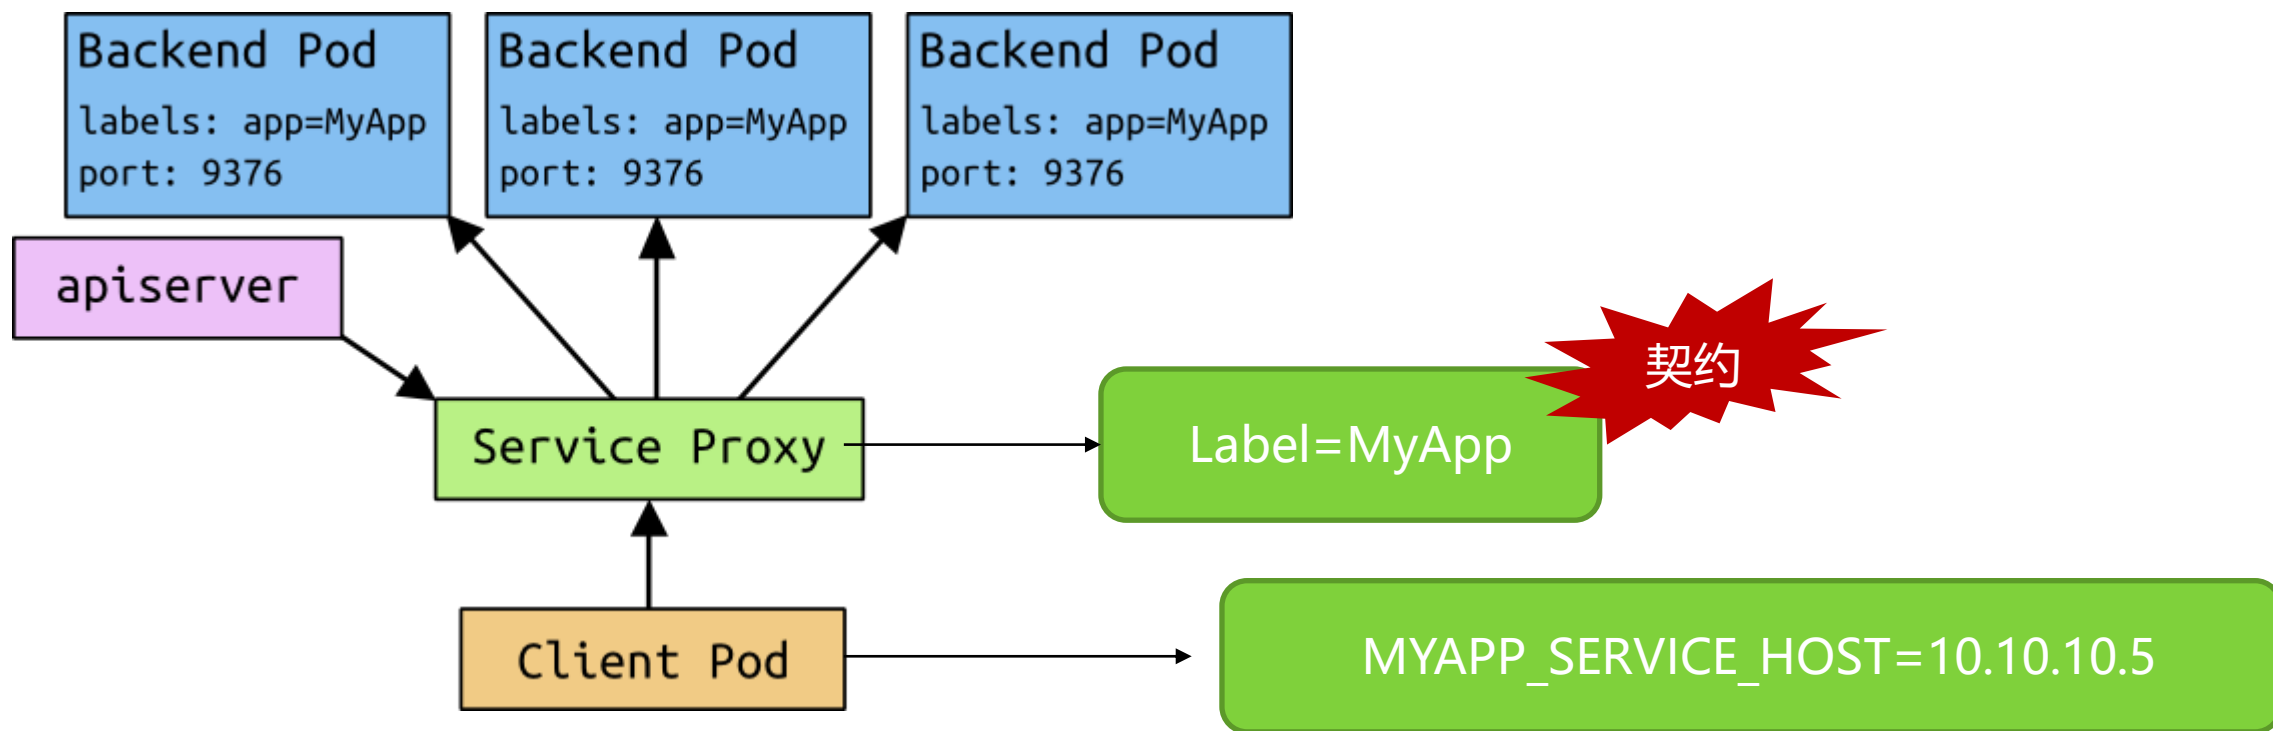 Backend Pod
labels: app=MyApp
port: 9376
Backend Pod
labels: app=MyApp
port: 9376
Backend Pod
labels: app=MyApp
port: 9376
apiserver
契约
Service Proxy
Label=MyApp
Client Pod
MYAPP_SERVICE_HOST=10.10.10.5